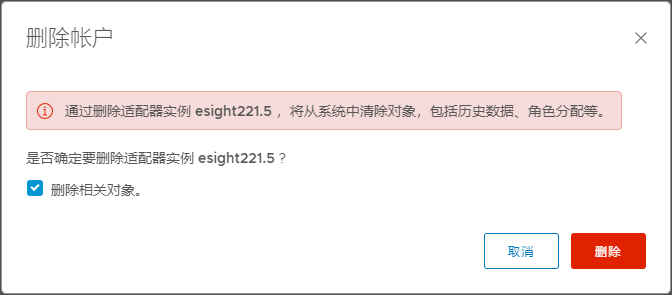 删除帐户
通过删除适配器实例 esight221.5 ，将从系统中清除对象，包括历史数据、角色分配等。
是否确定要删除适配器实例 esight221.5 ?
删除相关对象。
取消
删除